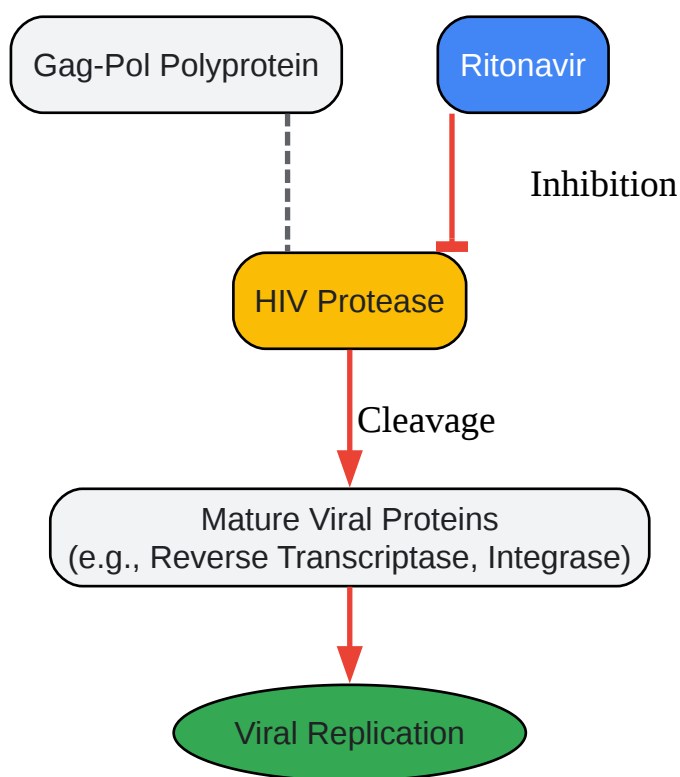 Gag-Pol Polyprotein
Ritonavir
Inhibition
HIV Protease
Cleavage
Mature Viral Proteins
(e.g., Reverse Transcriptase, Integrase)
Viral Replication